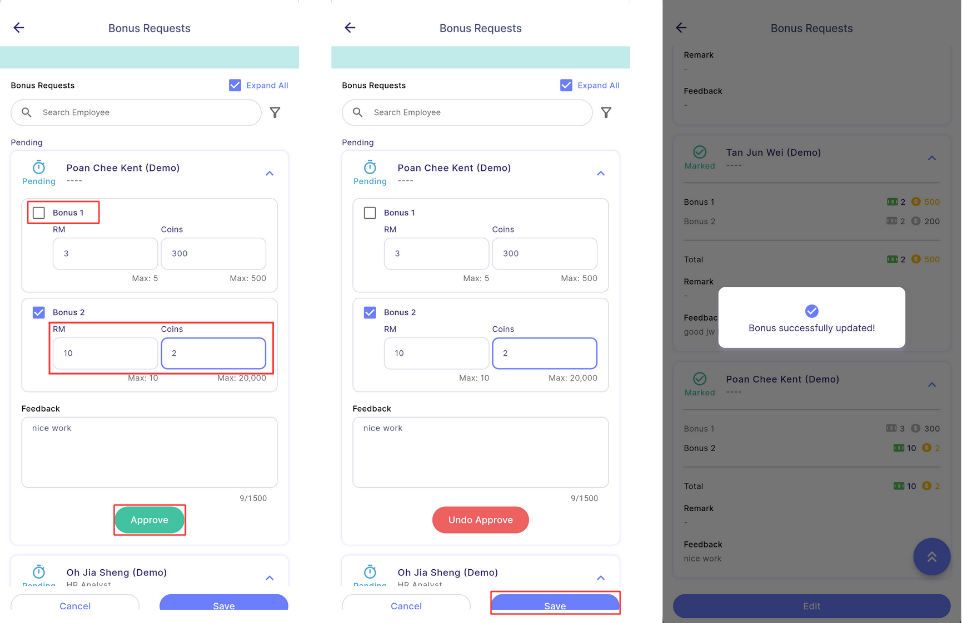 Bonus Requests
Bonus Requests
Expand All
Search Employee
Pending
Poan Chee Kent (Demo)
Pending
----
Bonus 1
RM
Coins
3
300
Max: 5
Max: 500
Bonus 2
RM
Coins
10
2
Max: 10
Max: 20,000
Feedback
nice work
9/1500
Approve
Oh Jia Sheng (Demo)
Pending
HR Analyst
Cancel
Save
Bonus Requests
Bonus Requests
Expand All
Search Employee
Pending
Poan Chee Kent (Demo)
Pending
----
Bonus 1
RM
Coins
3
300
Max: 5
Max: 500
Bonus 2
RM
Coins
10
2
Max: 10
Max: 20,000
Feedback
nice work
9/1500
Undo Approve
Oh Jia Sheng (Demo)
Pending
HR Analyst
Cancel
Save
Bonus Requests
Remark
-
Feedback
-
Tan Jun Wei (Demo)
Marked
----
Bonus 1 2 500
Bonus 2 2 200
Total 2 500
Remark
-
Feedbac
good jw
Bonus successfully updated!
Poan Chee Kent (Demo)
Marked
----
Bonus 1 3 300
Bonus 2 10 2
Total 10 2
Remark
-
Feedback
nice work
Edit